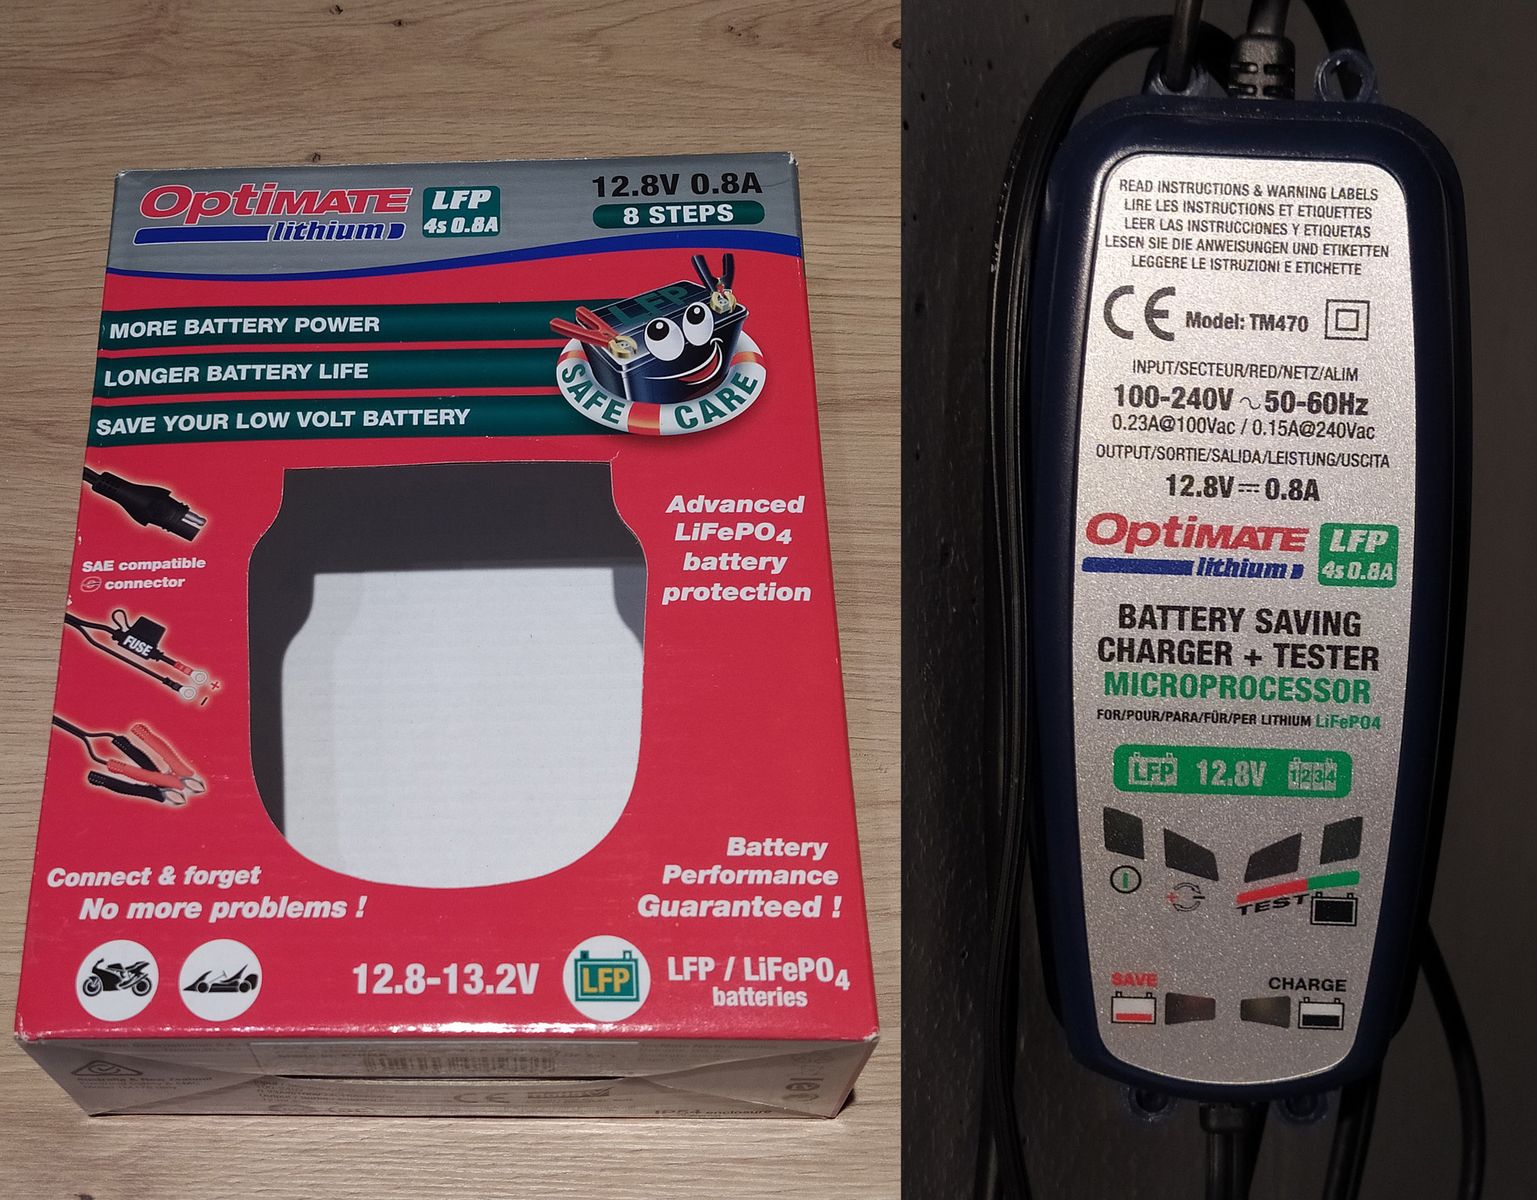 OptiMATE
lithium
LFP
4s 0.8A
12.8V 0.8A
8 STEPS
MORE BATTERY POWER
LONGER BATTERY LIFE
SAVE YOUR LOW VOLT BATTERY
LFP
SAFE CARE
SAE compatible
connector
FUSE
+
-
Advanced
LiFePO4
battery
protection
Connect & forget
No more problems !
Battery
Performance
Guaranteed !
12.8-13.2V
LFP
LFP / LiFePO4
batteries
Australia & New Zealand
CE
IP54 enclosure
READ INSTRUCTIONS & WARNING LABELS
LIRE LES INSTRUCTIONS ET ETIQUETTES
LEER LAS INSTRUCCIONES Y ETIQUETAS
LESEN SIE DIE ANWEISUNGEN UND ETIKETTEN
LEGGERE LE ISTRUZIONI E ETICHETTE
CE Model: TM470
INPUT/SECTEUR/RED/NETZ/ALIM
100-240V ~ 50-60Hz
0.23A@100Vac / 0.15A@240Vac
OUTPUT/SORTIE/SALIDA/LEISTUNG/USCITA
12.8V⎓0.8A
OptiMATE
lithium
LFP
4s 0.8A
BATTERY SAVING
CHARGER + TESTER
MICROPROCESSOR
FOR/POUR/PARA/FÜR/PER LITHIUM LiFePO4
LFP 12.8V 1234
TEST
SAVE
CHARGE